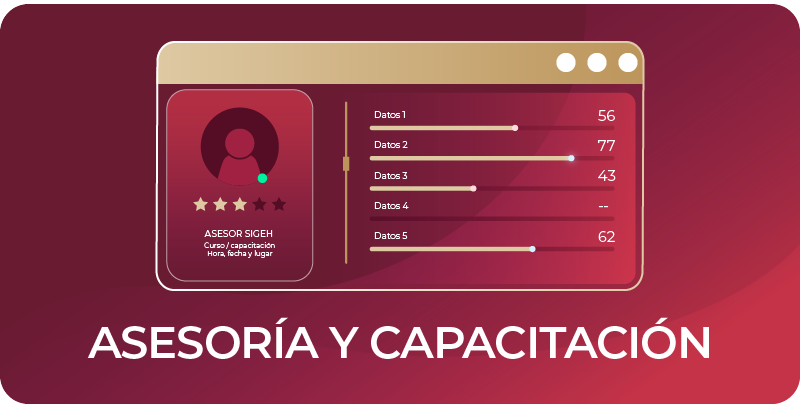 ASESOR SIGEH
Curso / capacitación
Hora, fecha y lugar
Datos 1 56
Datos 2 77
Datos 3 43
Datos 4 --
Datos 5 62
ASESORÍA Y CAPACITACIÓN